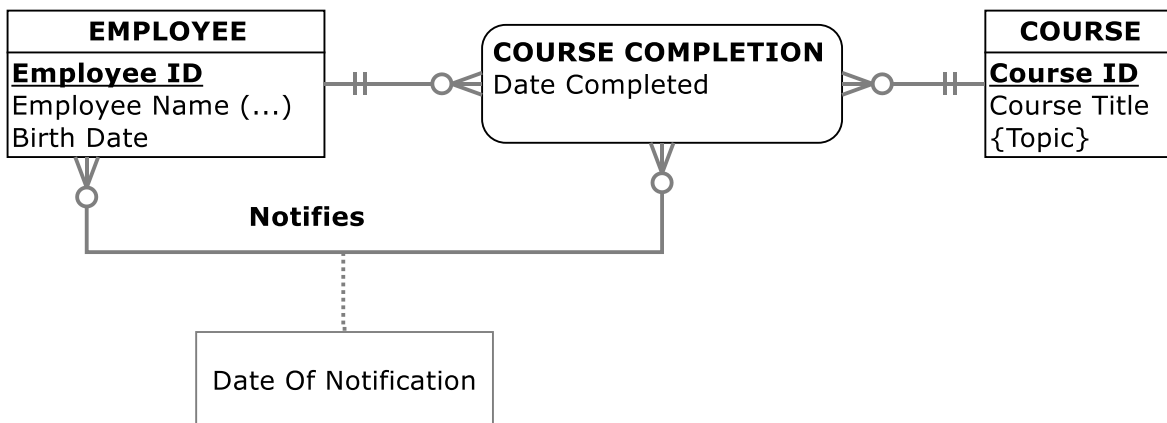 EMPLOYEE
Employee ID
Employee Name (...)
Birth Date
COURSE COMPLETION
Date Completed
COURSE
Course ID
Course Title
{Topic}
Notifies
Date Of Notification